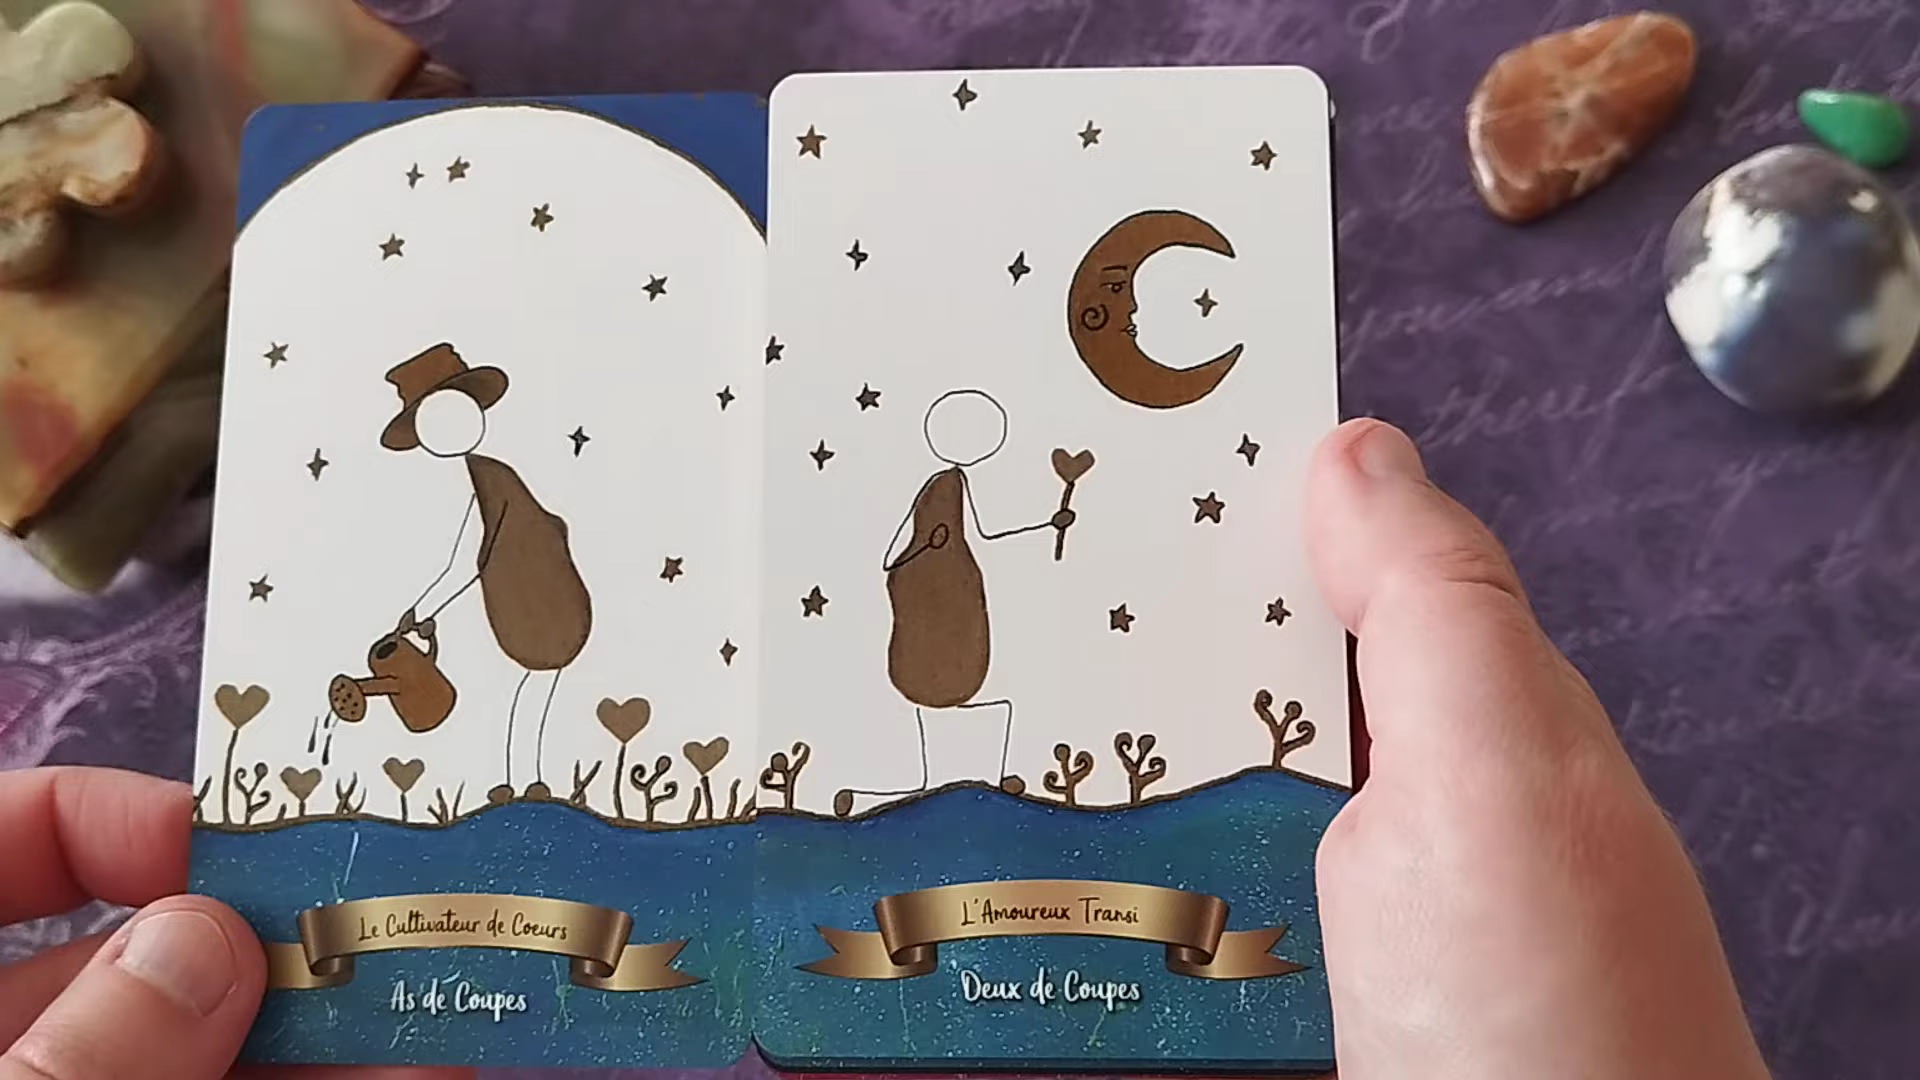 Le Cultivateur de Coeurs
As de Coupes
L'Amoureux Transi
Deux de Coupes